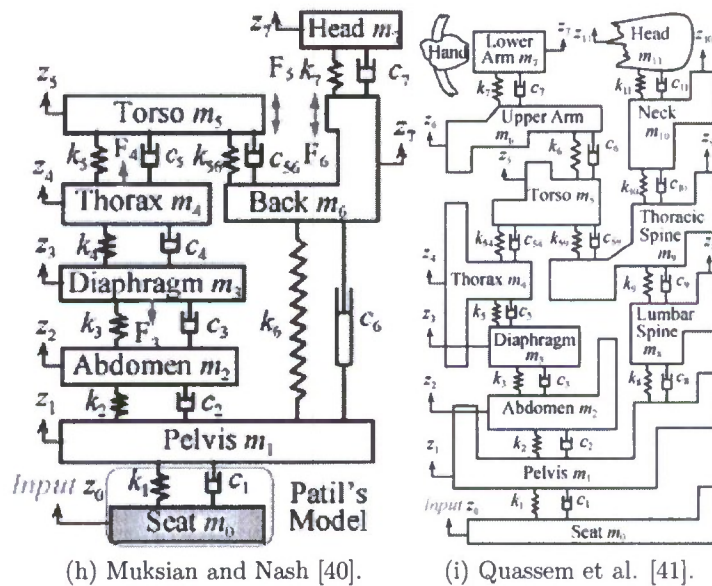 Head m7
z7
F5 k7 c7
z5
Torso m5
F6 z7
k5 F4 c5 k56 c56
z4
Thorax m4
Back m6
k4 c4
z3
Diaphragm m3
k3 F3 c3
k6 c6
z2
Abdomen m2
k2 c2
z1
Pelvis m1
Input z0
k1 c1
Patil's
Model
Seat m0
(h) Muksian and Nash [40].
Hand
Lower
Arm m7
z7
z11
Head
m11
z10
k7 c7
k11 c11
z6
Upper Arm
m6
Neck
m10
z5
k6 c6
Torso
m5
k10 c10
Thoracic
Spine
m9
z4
k54 c54 k59 c59
Thorax m4
k5 c5
k9 c9
z3
Diaphragm
m3
Lumbar
Spine
m8
z2
k3 c3
Abdomen m2
k8 c8
z1
k2 c2
Pelvis m1
Input z0
k1 c1
Seat m0
(i) Quassem et al. [41].